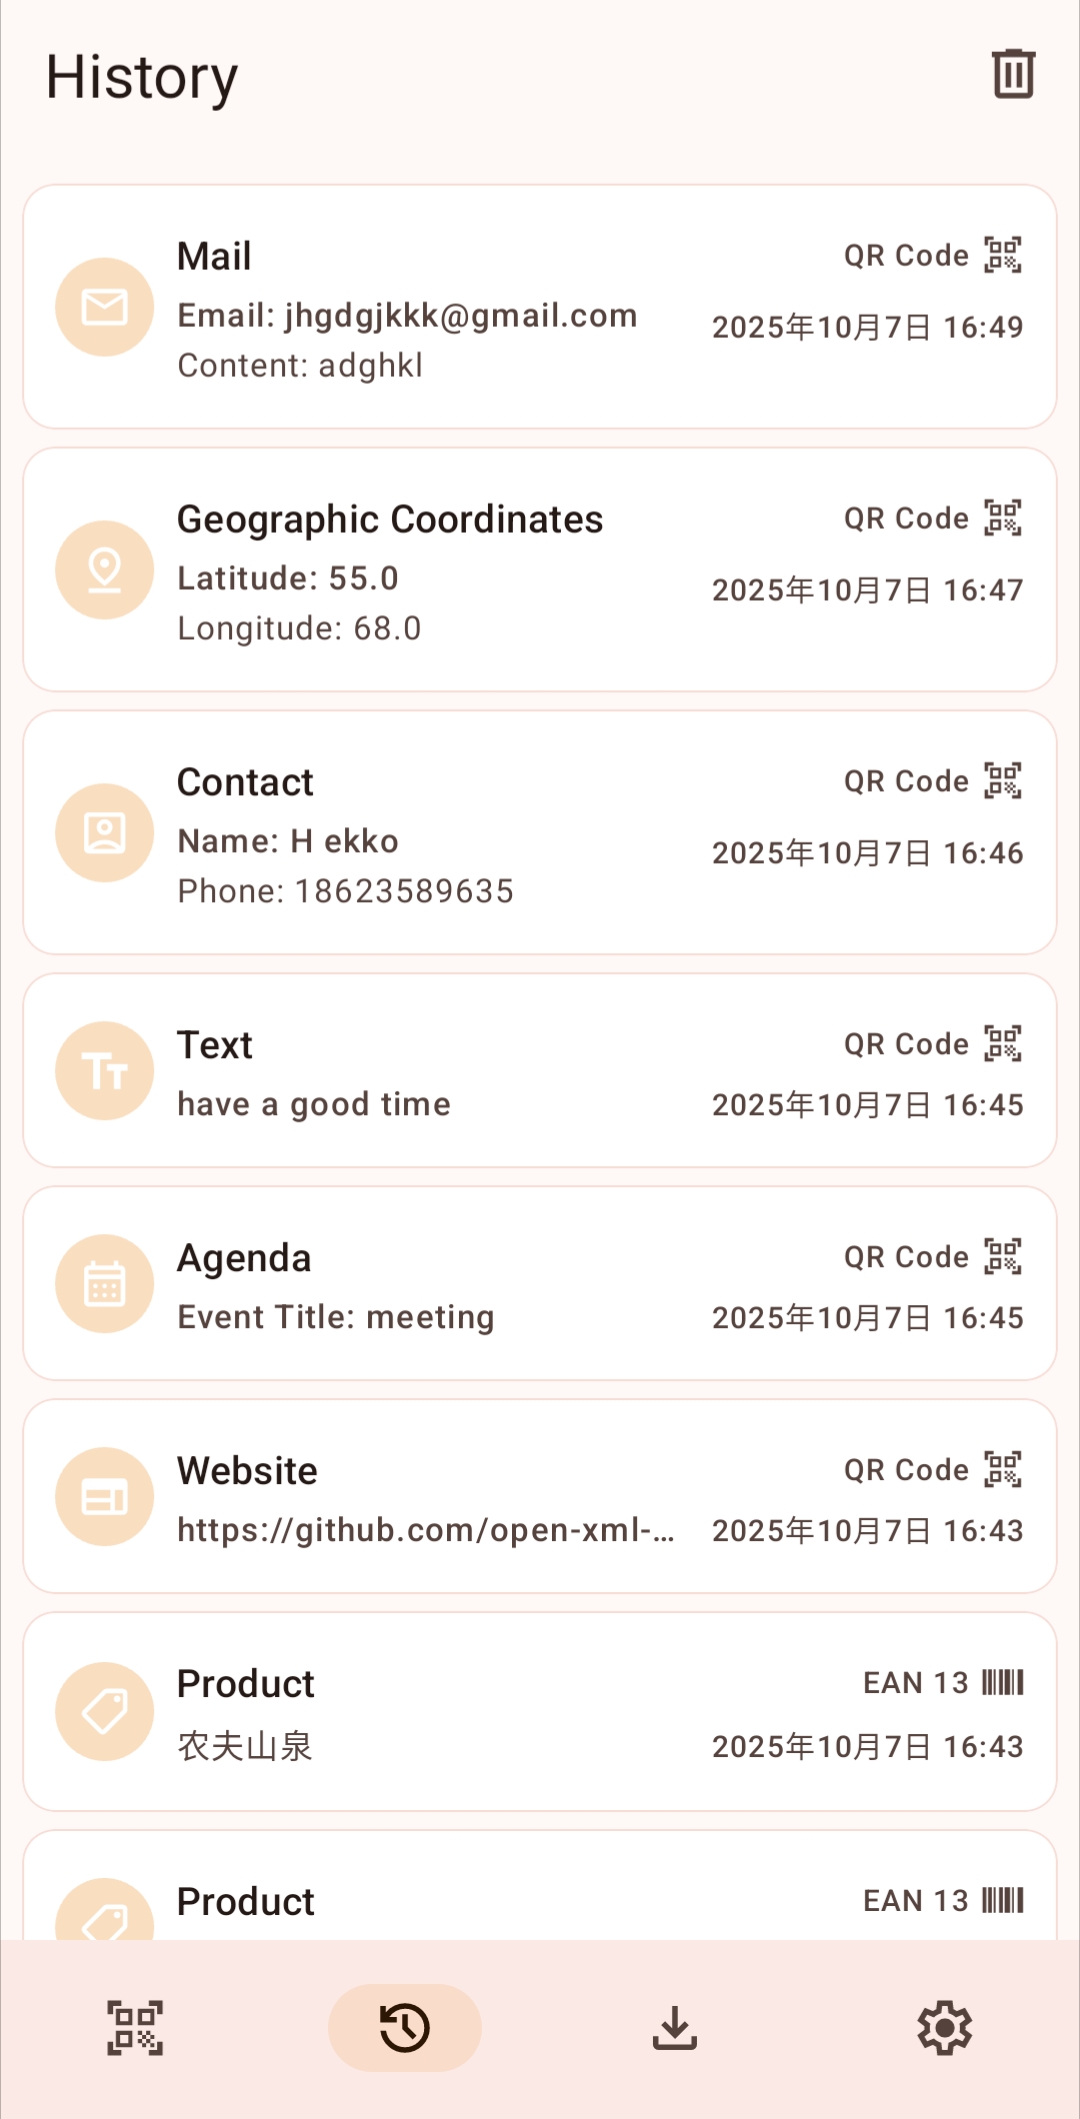 History
Mail
QR Code
Email: jhgdgjkkk@gmail.com
2025年10月7日 16:49
Content: adghkl
Geographic Coordinates
QR Code
Latitude: 55.0
2025年10月7日 16:47
Longitude: 68.0
Contact
QR Code
Name: H ekko
2025年10月7日 16:46
Phone: 18623589635
Text
QR Code
have a good time
2025年10月7日 16:45
Agenda
QR Code
Event Title: meeting
2025年10月7日 16:45
Website
QR Code
https://github.com/open-xml-...
2025年10月7日 16:43
Product
EAN 13
农夫山泉
2025年10月7日 16:43
Product
EAN 13